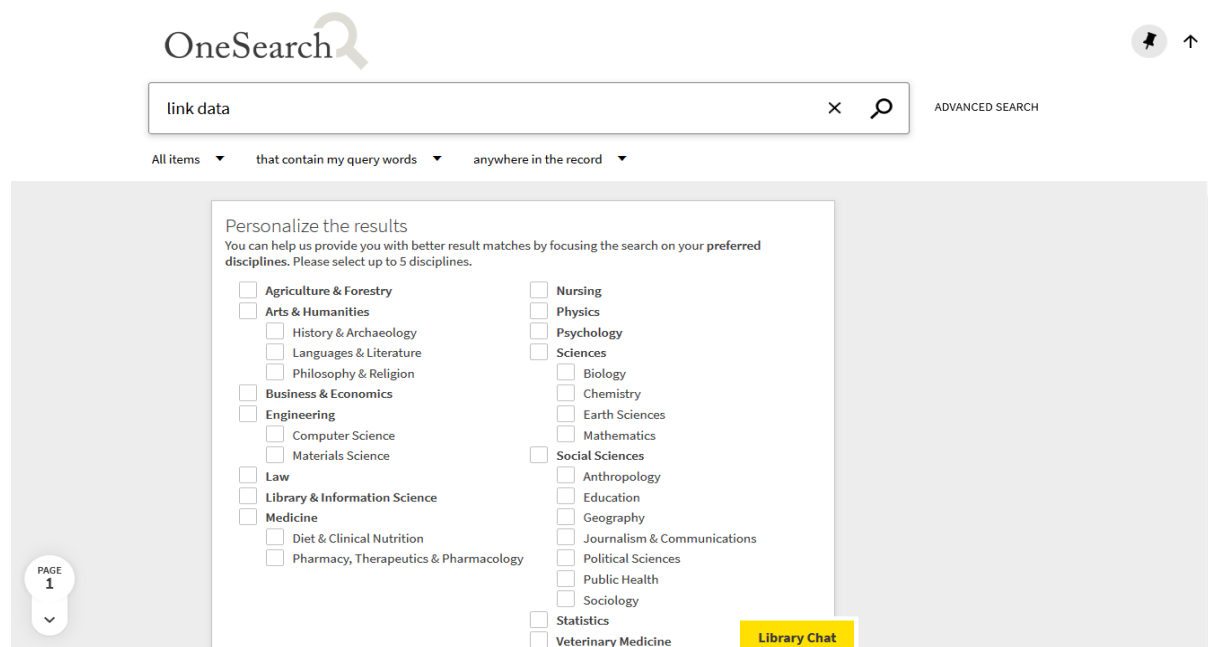 OneSearch
link data
ADVANCED SEARCH
All items that contain my query words anywhere in the record
Personalize the results
You can help us provide you with better result matches by focusing the search on your preferred
disciplines. Please select up to 5 disciplines.
Agriculture & Forestry
Arts & Humanities
History & Archaeology
Languages & Literature
Philosophy & Religion
Business & Economics
Engineering
Computer Science
Materials Science
Law
Library & Information Science
Medicine
Diet & Clinical Nutrition
Pharmacy, Therapeutics & Pharmacology
Nursing
Physics
Psychology
Sciences
Biology
Chemistry
Earth Sciences
Mathematics
Social Sciences
Anthropology
Education
Geography
Journalism & Communications
Political Sciences
Public Health
Sociology
Statistics
Veterinary Medicine
PAGE
1
Library Chat